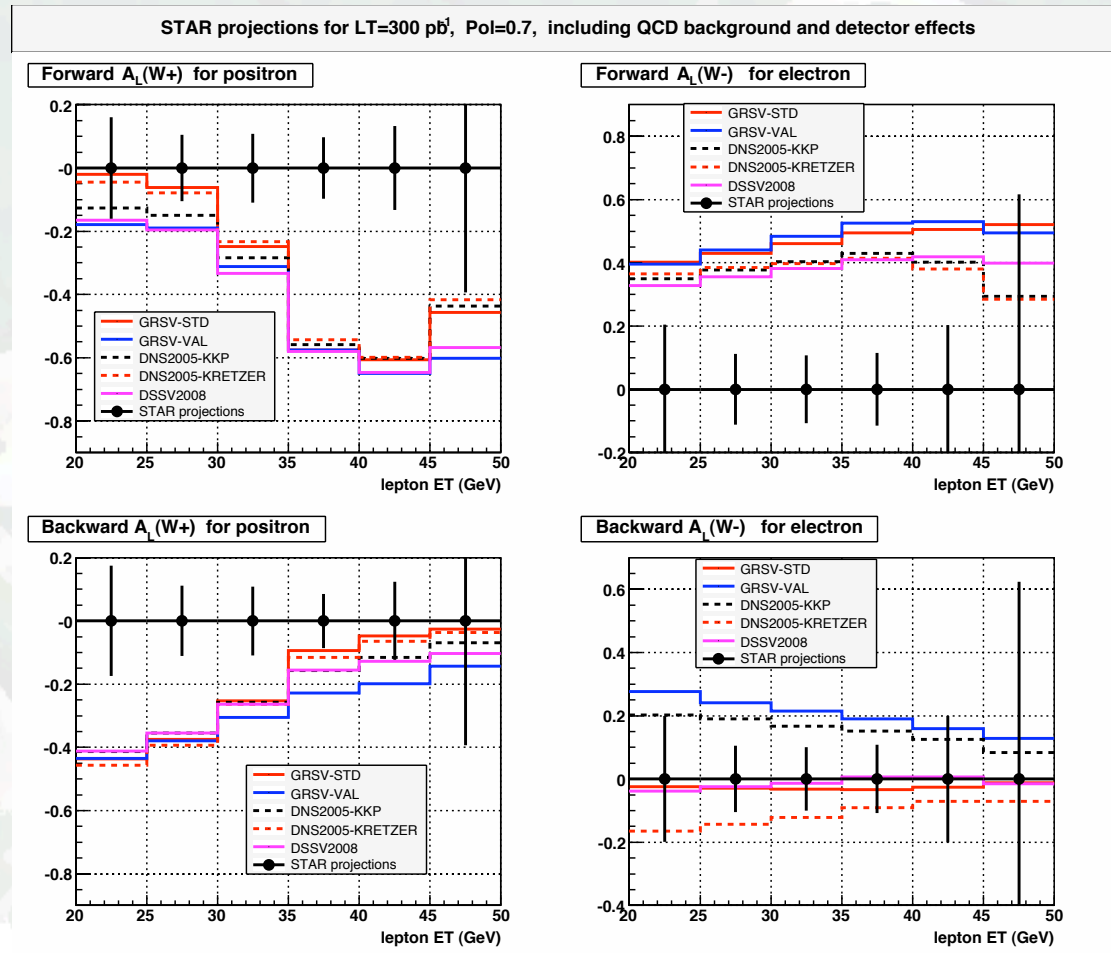 STAR projections for LT=300 pb-1, Pol=0.7, including QCD background and detector effects
Forward AL(W+) for positron
0.2
-0
-0.2
-0.4
-0.6
-0.8
GRSV-STD
GRSV-VAL
DNS2005-KKP
DNS2005-KRETZER
DSSV2008
STAR projections
20 25 30 35 40 45 50
lepton ET (GeV)
Forward AL(W-) for electron
0.8
0.6
0.4
0.2
0
-0.2
GRSV-STD
GRSV-VAL
DNS2005-KKP
DNS2005-KRETZER
DSSV2008
STAR projections
20 25 30 35 40 45 50
lepton ET (GeV)
Backward AL(W+) for positron
0.2
-0
-0.2
-0.4
-0.6
-0.8
GRSV-STD
GRSV-VAL
DNS2005-KKP
DNS2005-KRETZER
DSSV2008
STAR projections
20 25 30 35 40 45 50
lepton ET (GeV)
Backward AL(W-) for electron
0.6
0.4
0.2
0
-0.2
-0.4
GRSV-STD
GRSV-VAL
DNS2005-KKP
DNS2005-KRETZER
DSSV2008
STAR projections
20 25 30 35 40 45 50
lepton ET (GeV)